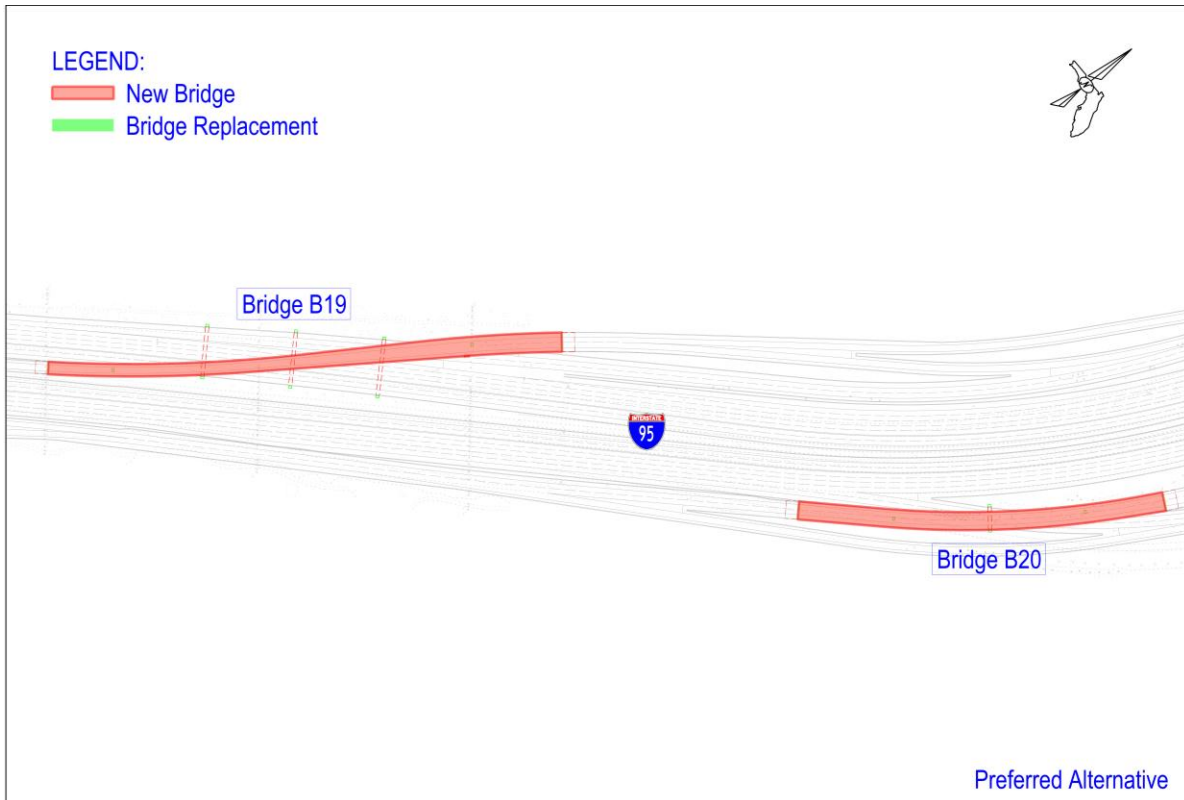 LEGEND:
New Bridge
Bridge Replacement
Bridge B19
INTERSTATE
95
Bridge B20
Preferred Alternative